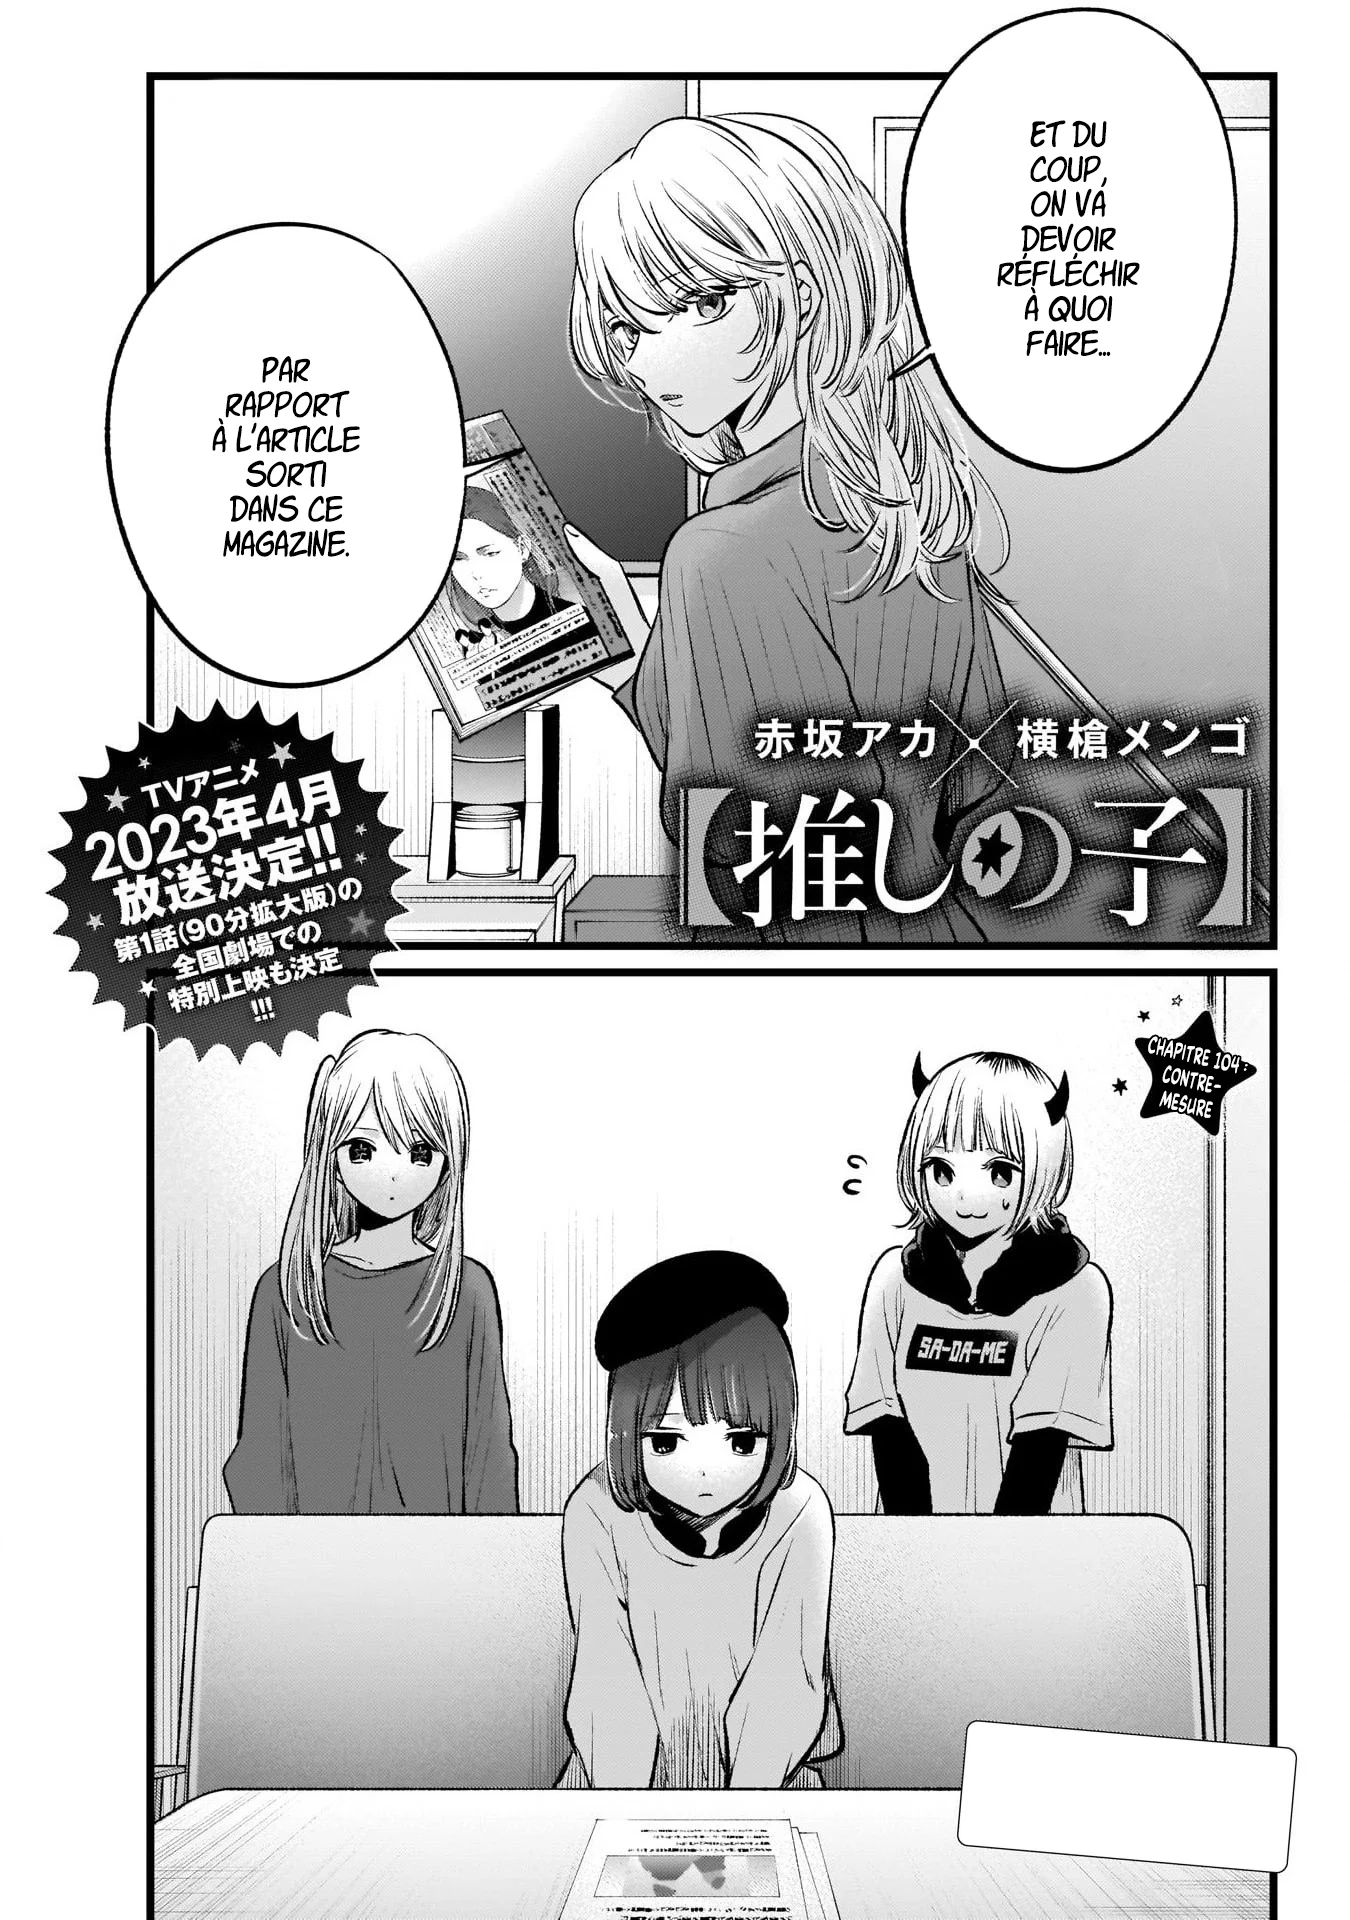 ET DU
COUP,
ON VA
DEVOIR
RÉFLÉCHIR
À QUOI
FAIRE...
PAR
RAPPORT
À L'ARTICLE
SORTI
DANS CE
MAGAZINE.
赤坂アカ×横槍メンゴ
【推しの子】
TVアニメ
2023年4月
放送決定!!
第1話(90分拡大版)の
全国劇場での
特別上映も決定
!!!
CHAPITRE 104 :
CONTRE-
MESURE
SA-DA-ME